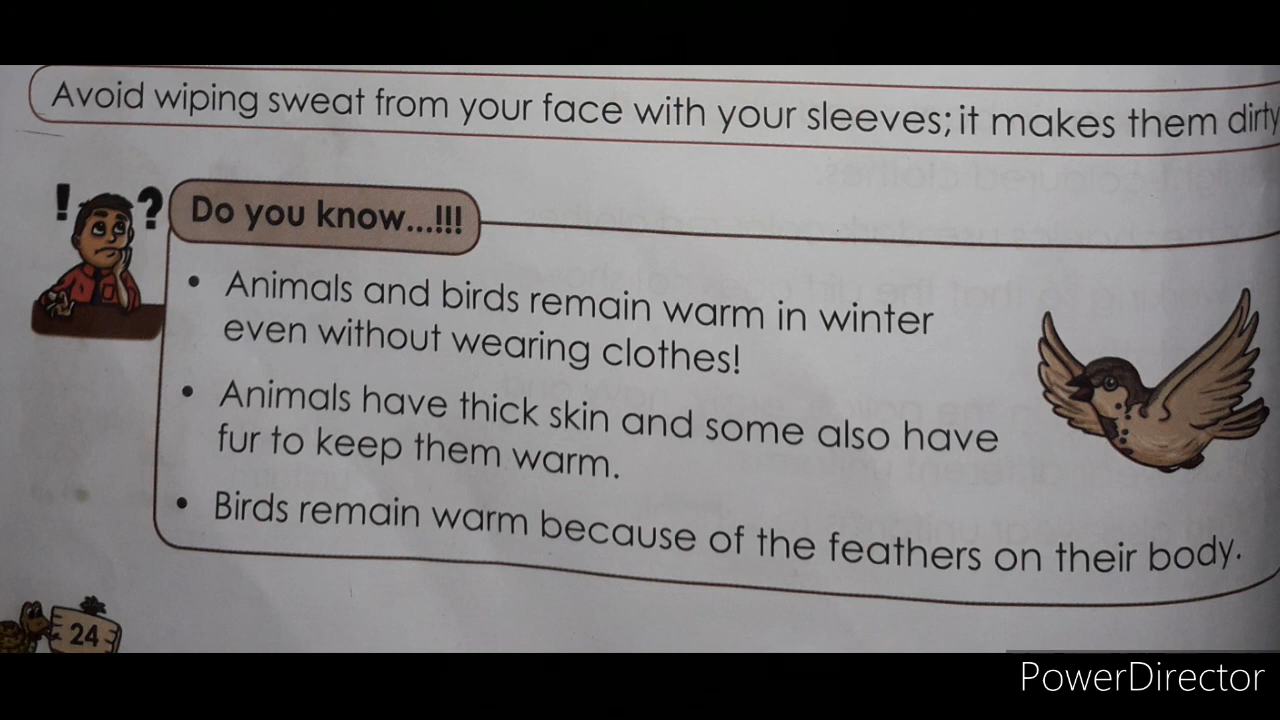 Avoid wiping sweat from your face with your sleeves; it makes them dirty
! ?
Do you know...!!!
• Animals and birds remain warm in winter
even without wearing clothes!
• Animals have thick skin and some also have
fur to keep them warm.
• Birds remain warm because of the feathers on their body.
24
PowerDirector